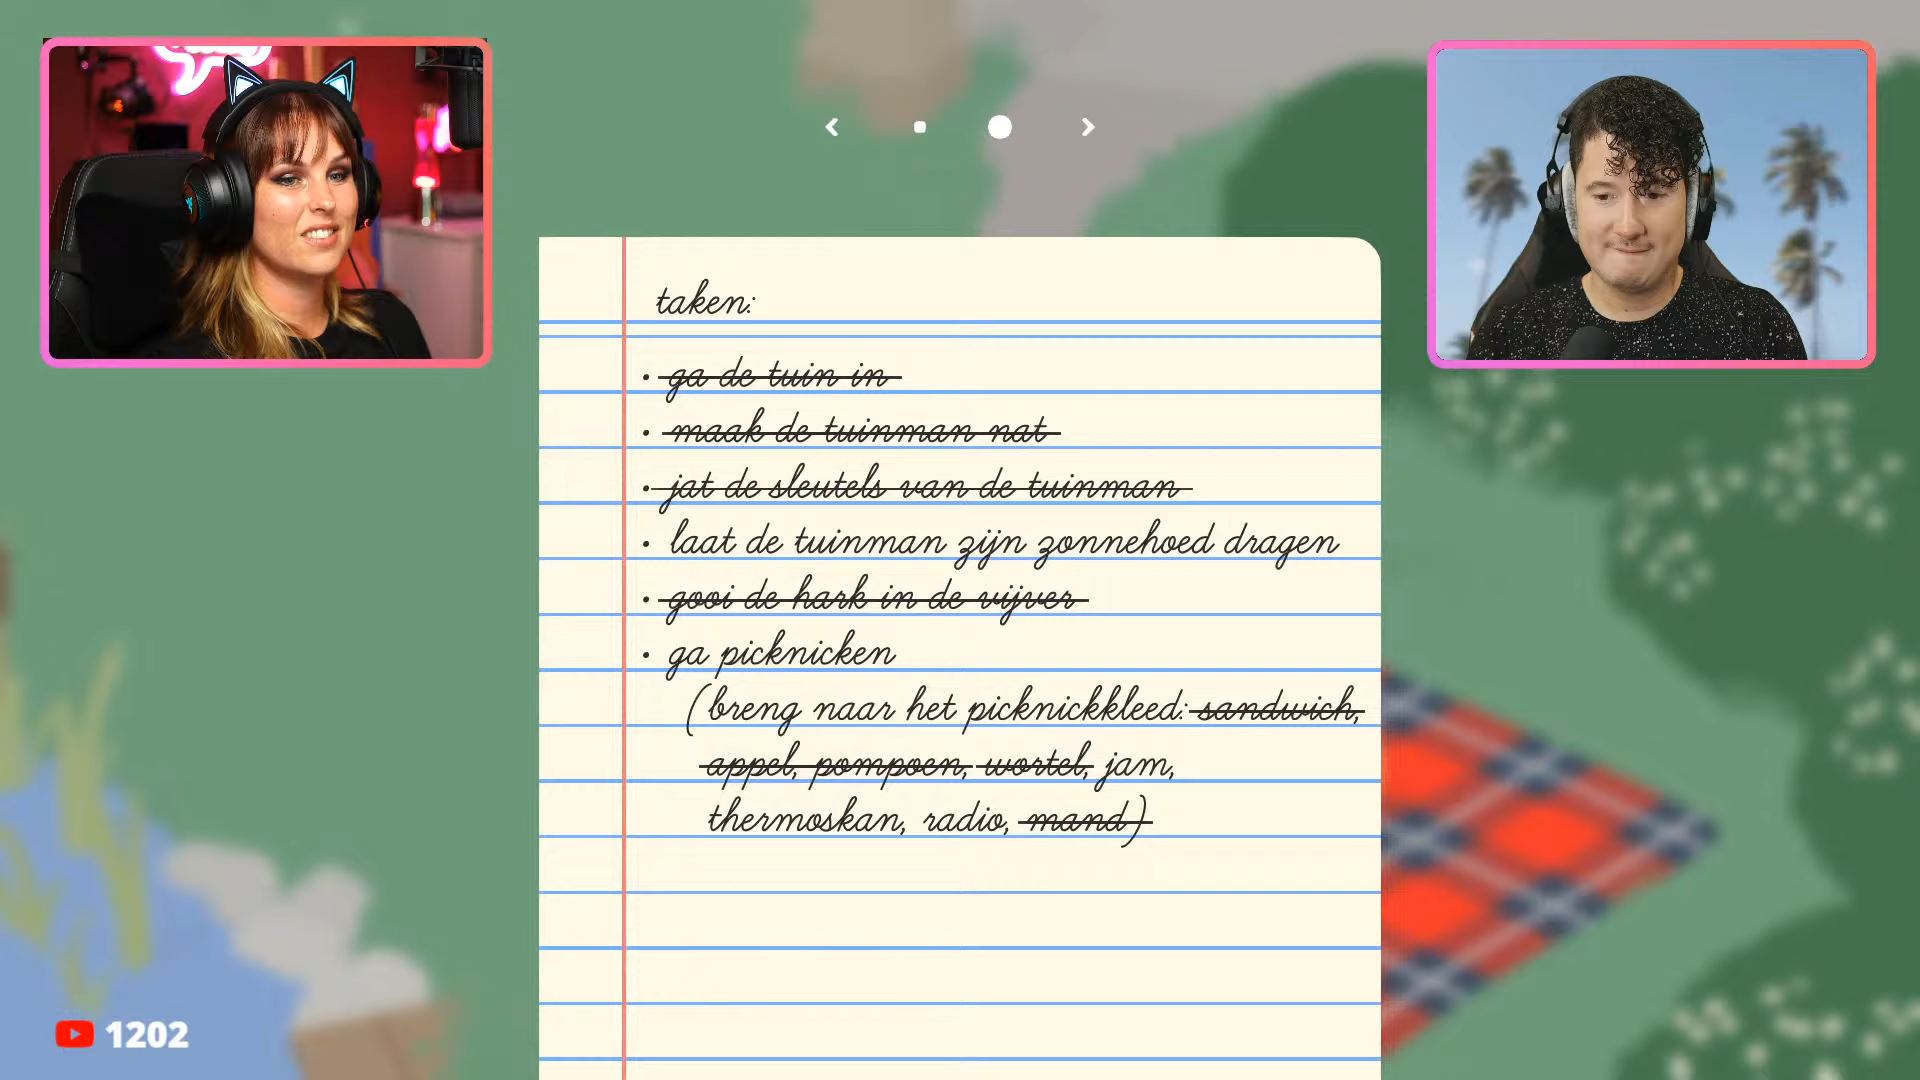 taken:
• ga de tuin in
• maak de tuinman nat
• jat de sleutels van de tuinman
• laat de tuinman zijn zonnehoed dragen
• gooi de hark in de vijver
• ga picknicken
(breng naar het picknickkleed: sandwich,
appel, pompoen, wortel, jam,
thermoskan, radio, mand)
1202